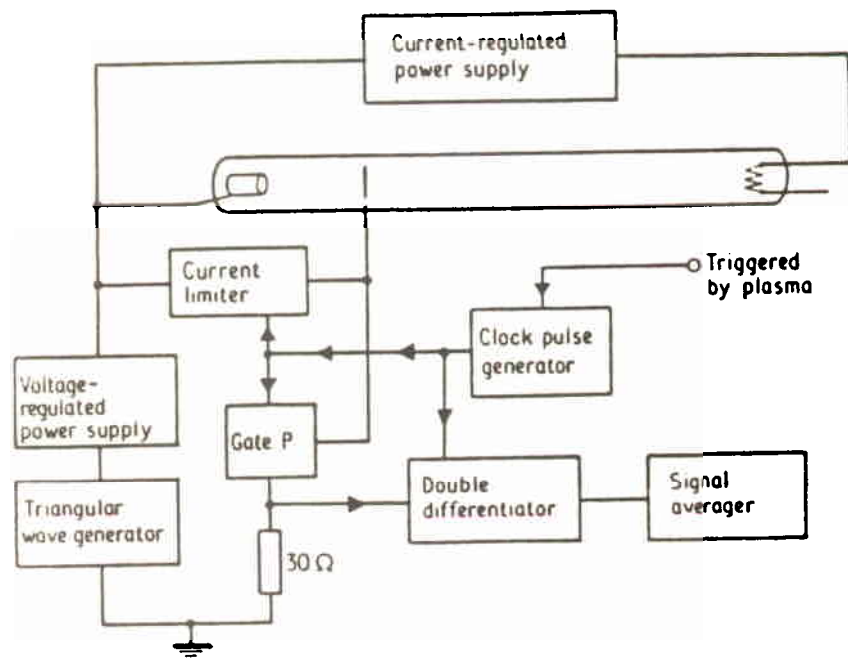 Current-regulated
power supply
Current
limiter
Triggered
by plasma
Clock pulse
generator
Voltage-
regulated
power supply
Gate P
Double
differentiator
Signal
averager
Triangular
wave generator
30 Ω